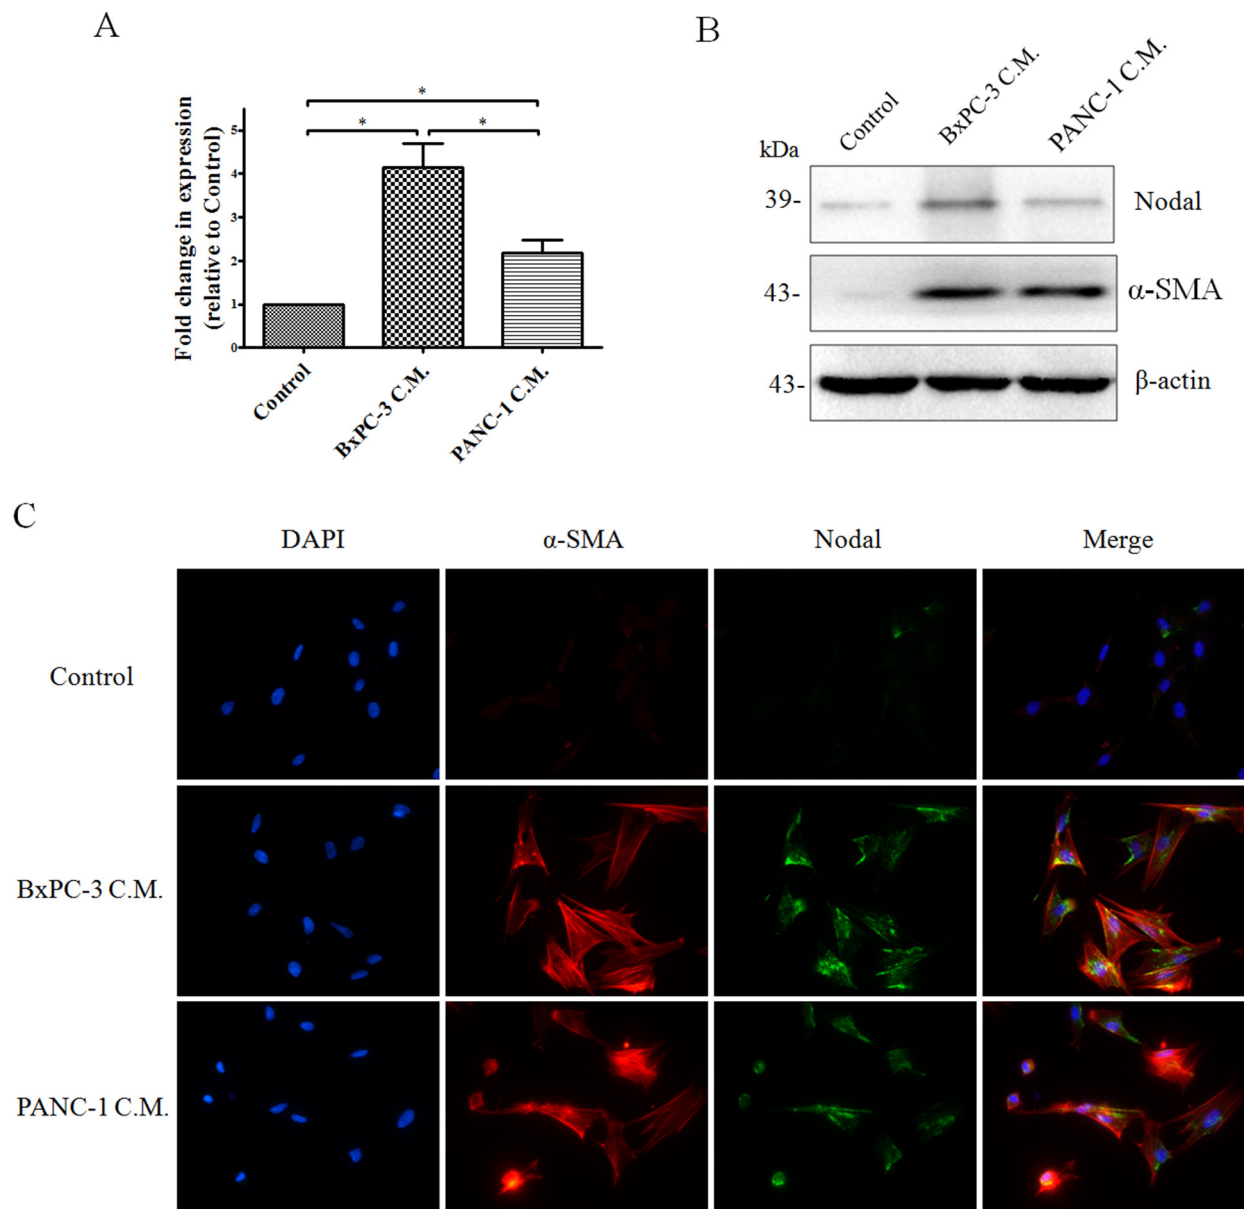 A
Fold change in expression
(relative to Control)
5
4
3
2
1
0
*
*
*
Control
BxPC-3 C.M.
PANC-1 C.M.
B
Control
BxPC-3 C.M.
PANC-1 C.M.
kDa
39-
Nodal
43-
α-SMA
43-
β-actin
C
DAPI
α-SMA
Nodal
Merge
Control
BxPC-3 C.M.
PANC-1 C.M.